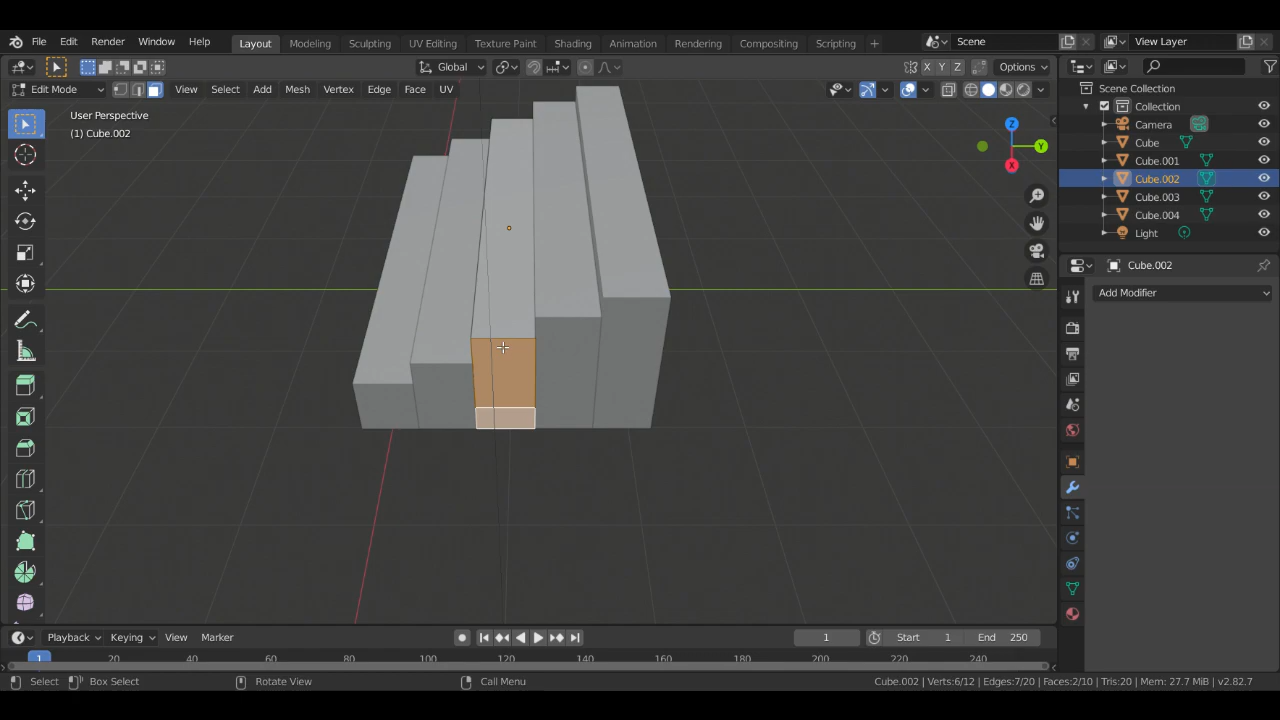 File Edit Render Window Help Layout Modeling Sculpting UV Editing Texture Paint Shading Animation Rendering Compositing Scripting + Scene View Layer
Global X Y Z Options
Edit Mode View Select Add Mesh Vertex Edge Face UV
User Perspective
(1) Cube.002
Z
Y
X
Scene Collection
Collection
Camera
Cube
Cube.001
Cube.002
Cube.003
Cube.004
Light
Cube.002
Add Modifier
Playback Keying View Marker 1 Start 1 End 250
1 20 40 60 80 100 120 140 160 180 200 220 240
Select Box Select Rotate View Call Menu Cube.002 | Verts:6/12 | Edges:7/20 | Faces:2/10 | Tris:20 | Mem: 27.7 MiB | v2.82.7